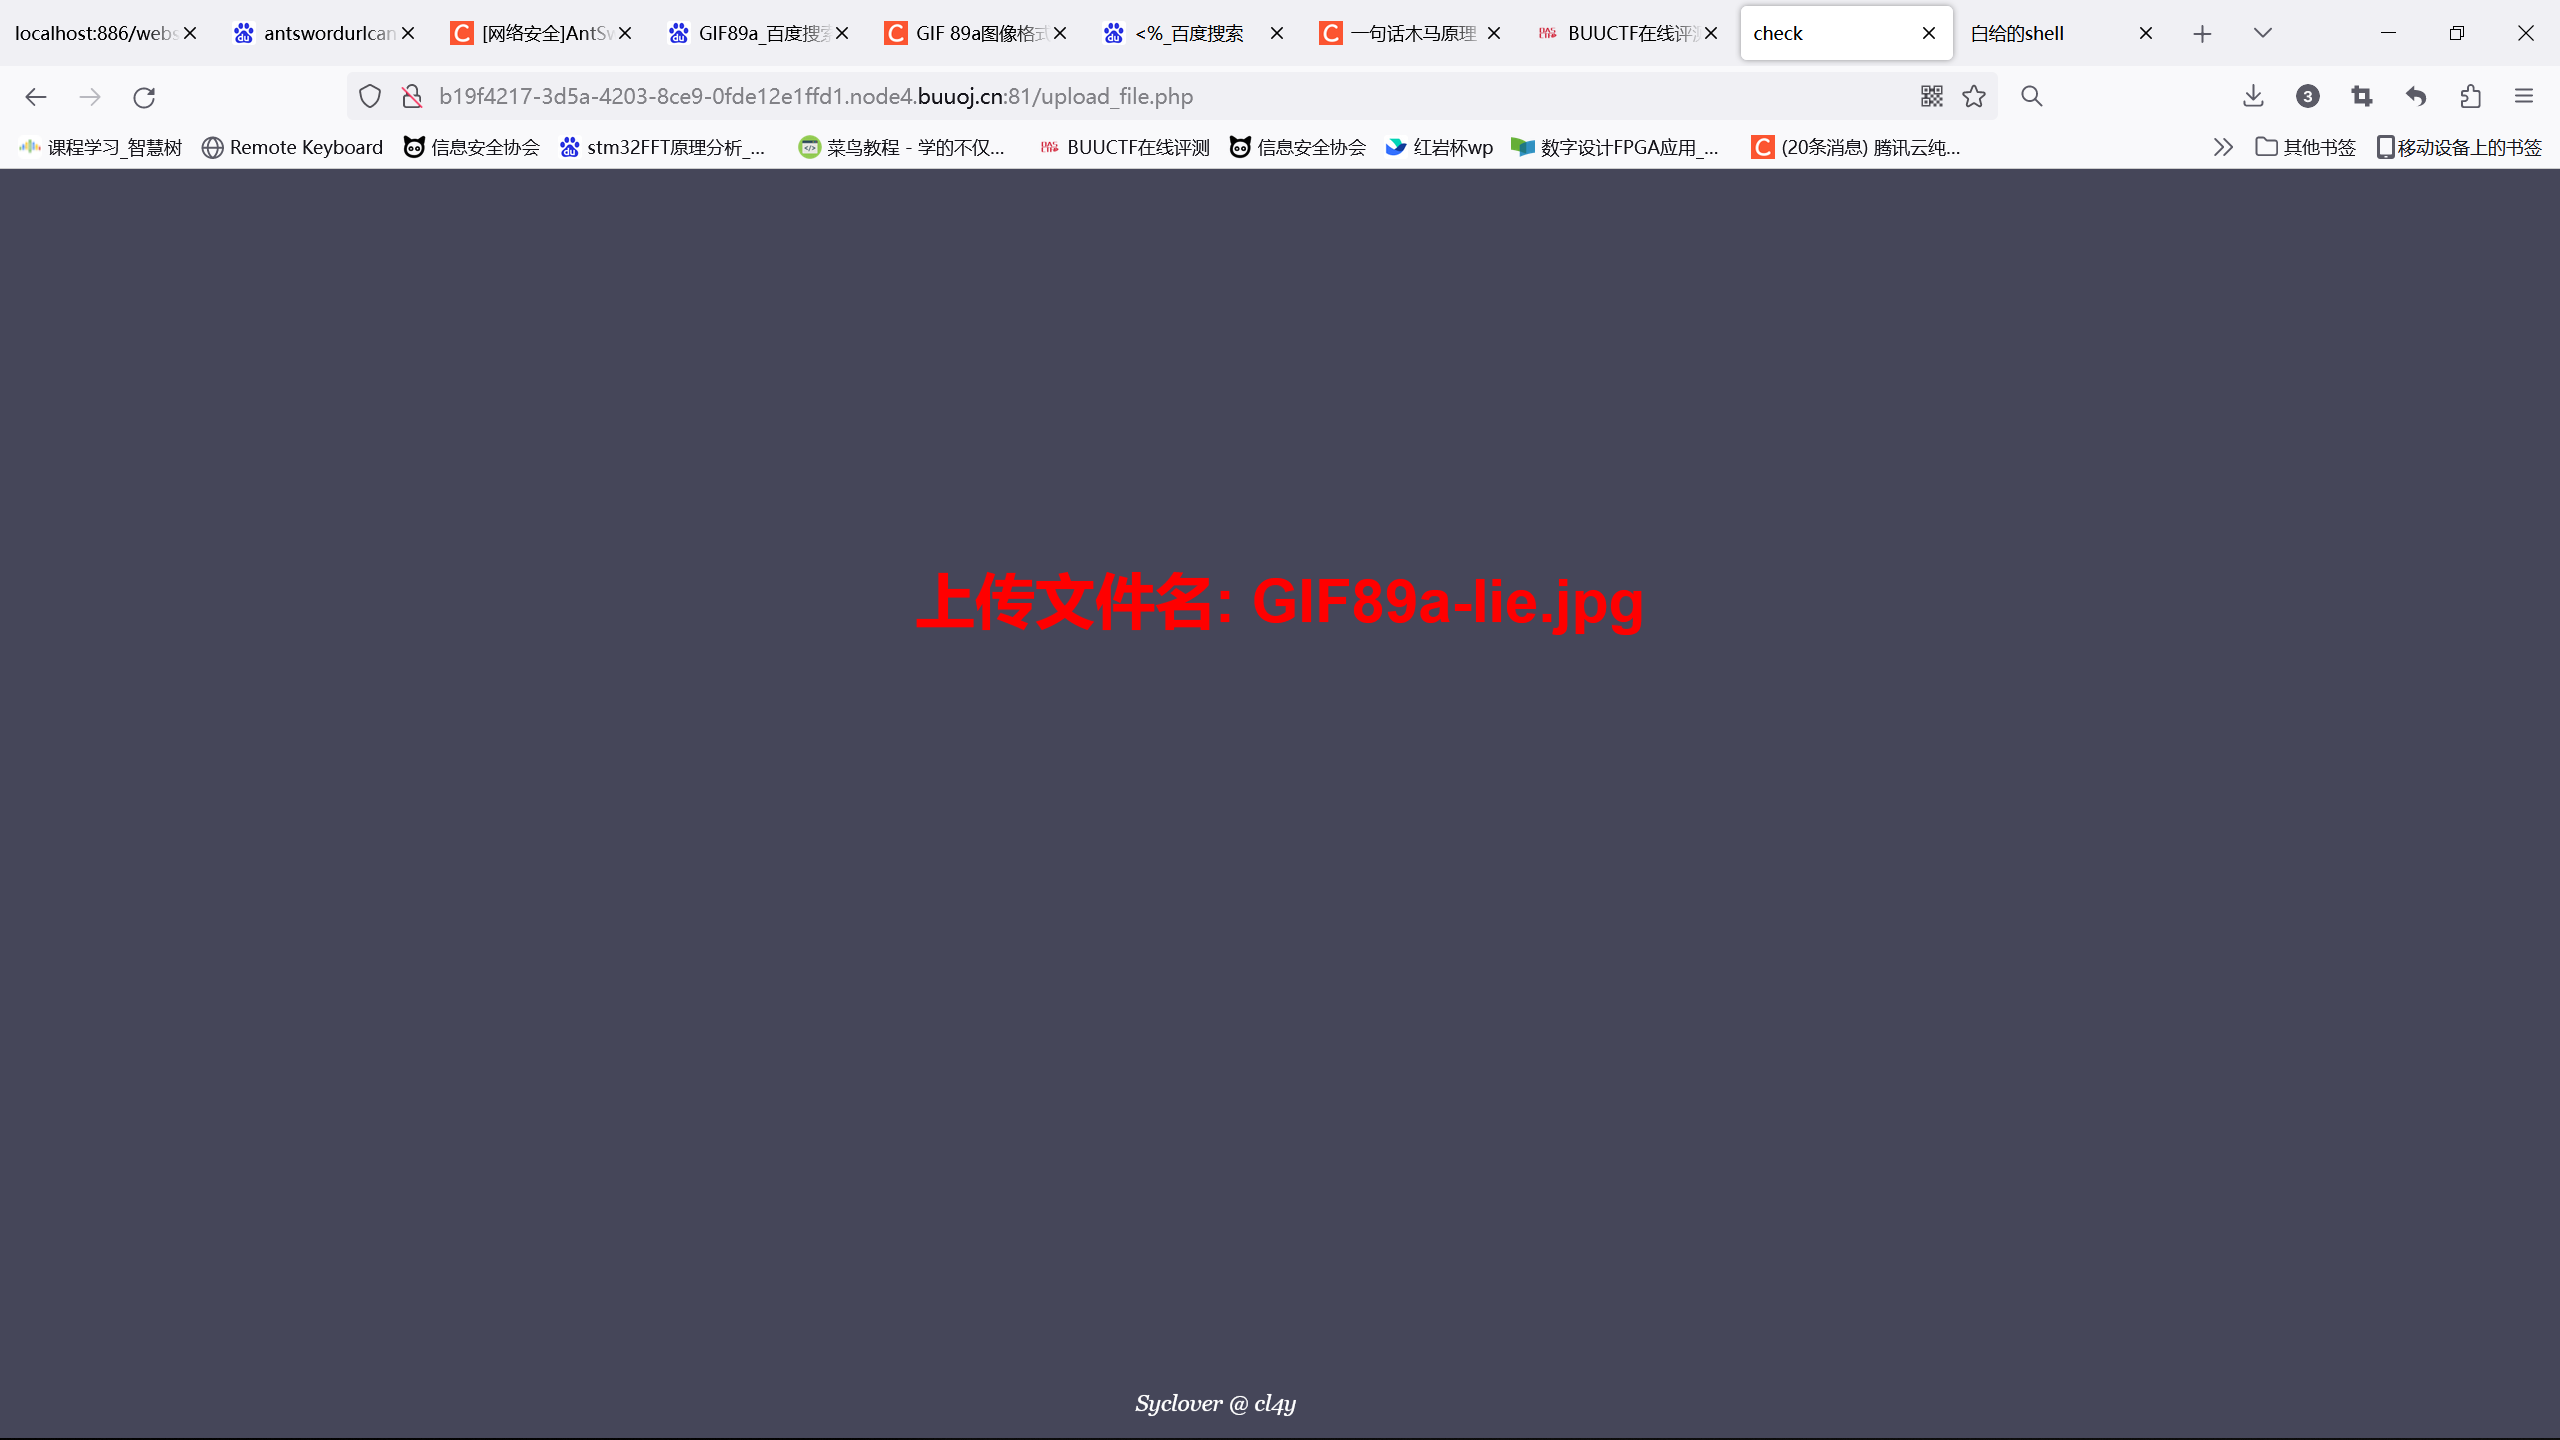 localhost:886/webs
antswordurlcan
[网络安全]AntSw
GIF89a_百度搜索
GIF 89a图像格式
<%_百度搜索
一句话木马原理
BUUCTF在线评测
check
白给的shell
b19f4217-3d5a-4203-8ce9-0fde12e1ffd1.node4.buuoj.cn:81/upload_file.php
3
课程学习_智慧树
Remote Keyboard
信息安全协会
stm32FFT原理分析_...
菜鸟教程 - 学的不仅...
BUUCTF在线评测
信息安全协会
红岩杯wp
数字设计FPGA应用_...
(20条消息) 腾讯云纯...
其他书签
移动设备上的书签
上传文件名: GIF89a-lie.jpg
Syclover @ cl4y